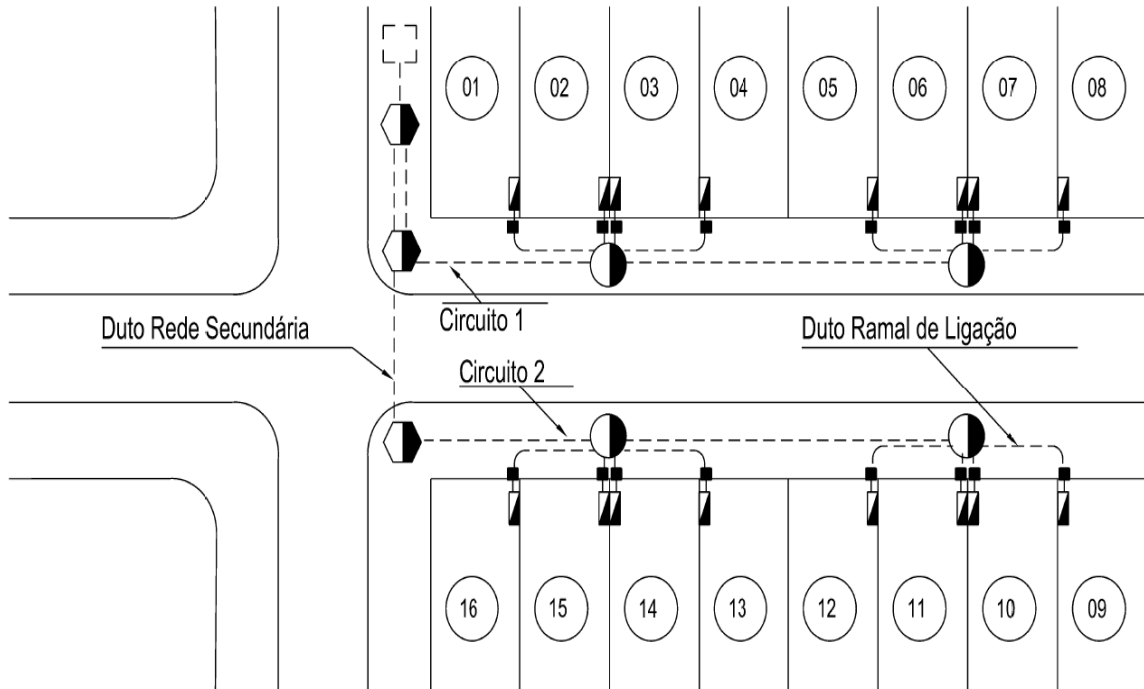 01 02 03 04 05 06 07 08
Duto Rede Secundária
Circuito 1
Duto Ramal de Ligação
Circuito 2
16 15 14 13 12 11 10 09